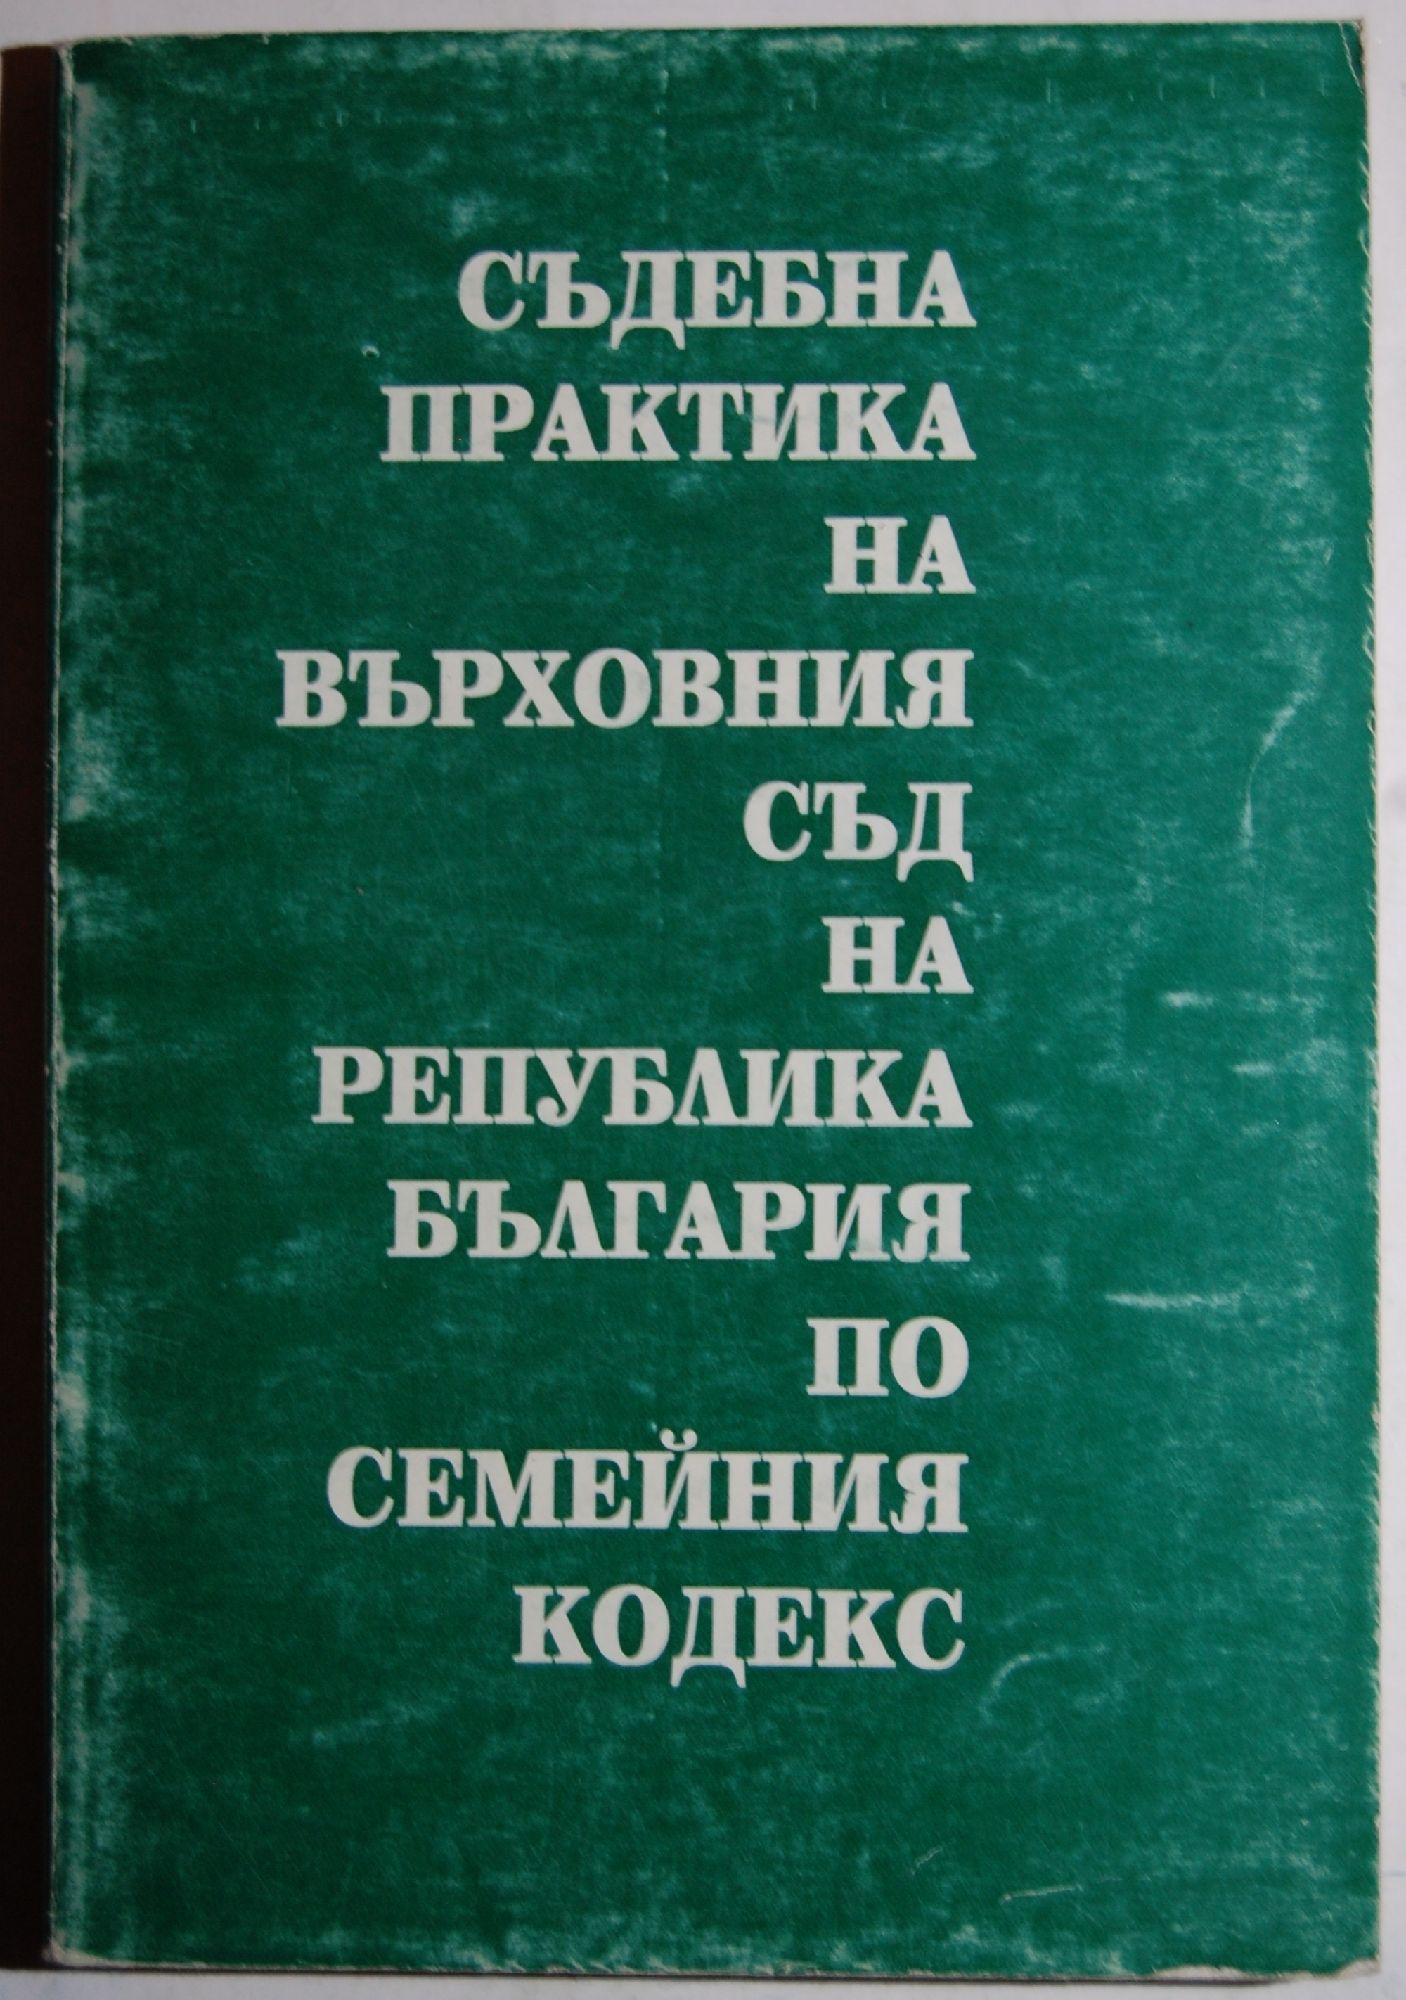 СЪДЕБНА
ПРАКТИКА
НА
ВЪРХОВНИЯ
СЪД
НА
РЕПУБЛИКА
БЪЛГАРИЯ
ПО
СЕМЕЙНИЯ
КОДЕКС